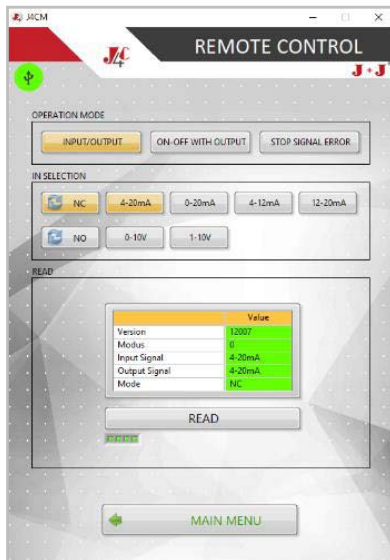 J4CM
J4C
REMOTE CONTROL
J+J
OPERATION MODE
INPUT/OUTPUT ON-OFF WITH OUTPUT STOP SIGNAL ERROR
IN SELECTION
NC 4-20mA 0-20mA 4-12mA 12-20mA
NO 0-10V 1-10V
READ
Value
Version 12007
Modus 0
Input Signal 4-20mA
Output Signal 4-20mA
Mode NC
READ
MAIN MENU